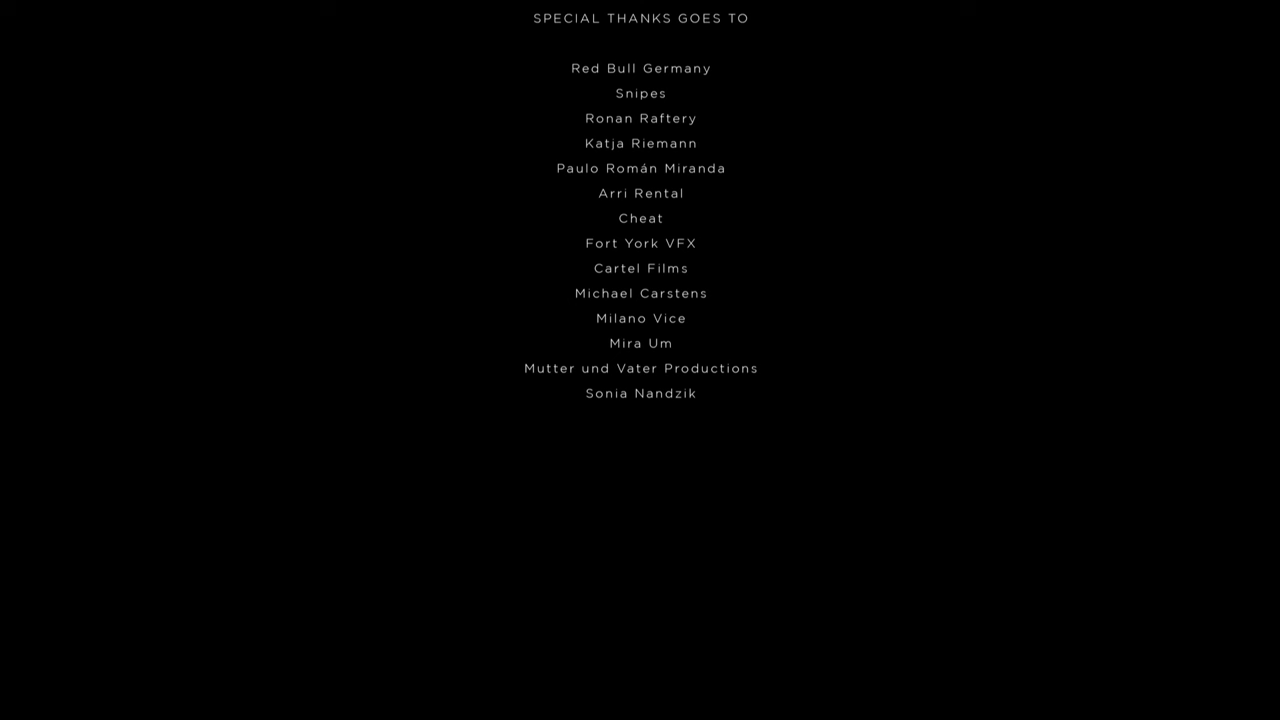 SPECIAL THANKS GOES TO
Red Bull Germany
Snipes
Ronan Raftery
Katja Riemann
Paulo Román Miranda
Arri Rental
Cheat
Fort York VFX
Cartel Films
Michael Carstens
Milano Vice
Mira Um
Mutter und Vater Productions
Sonia Nandzik